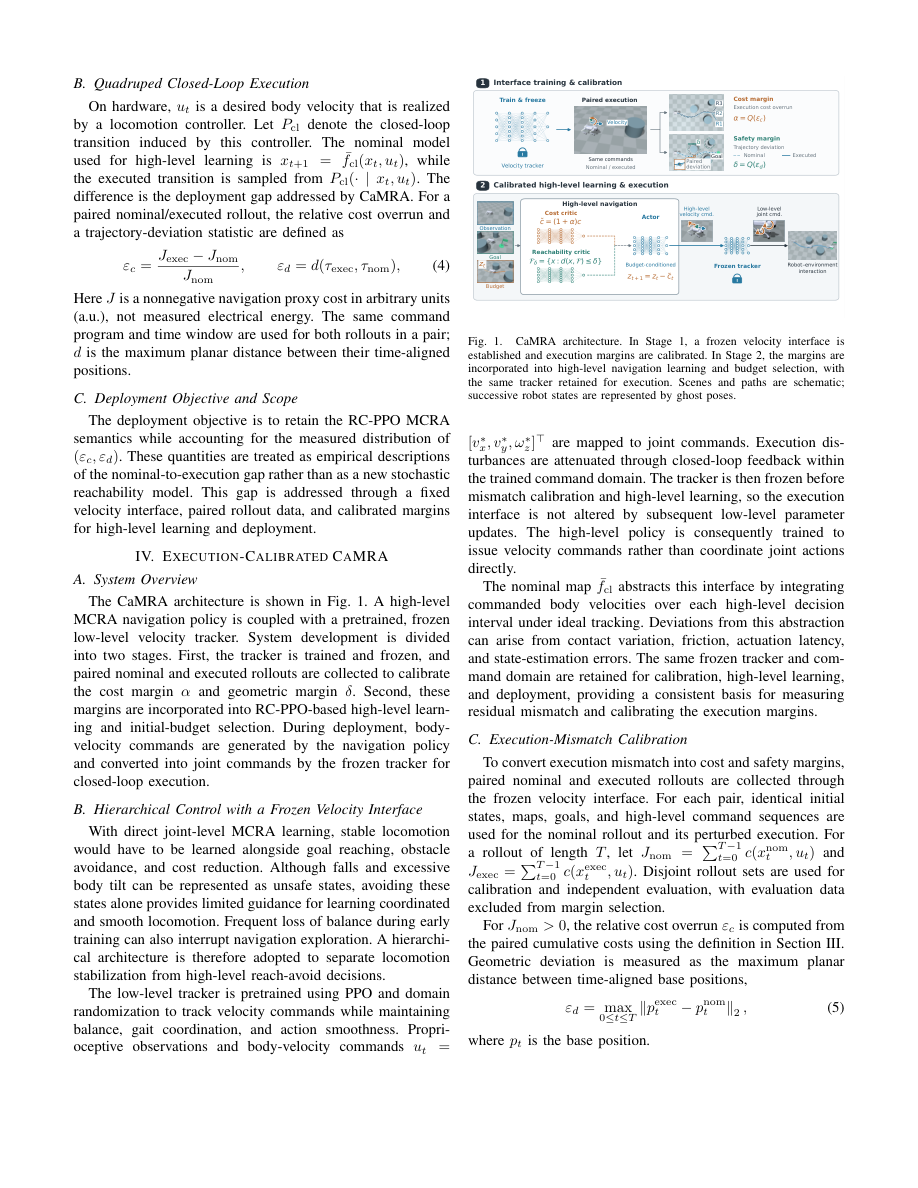 B. Quadruped Closed-Loop Execution
On hardware, u_t is a desired body velocity that is realized
by a locomotion controller. Let P_cl denote the closed-loop
transition induced by this controller. The nominal model
used for high-level learning is x_{t+1} = f̄_cl(x_t, u_t), while
the executed transition is sampled from P_cl(· | x_t, u_t). The
difference is the deployment gap addressed by CaMRA. For a
paired nominal/executed rollout, the relative cost overrun and
a trajectory-deviation statistic are defined as
ε_c = (J_exec − J_nom) / J_nom, ε_d = d(τ_exec, τ_nom), (4)
Here J is a nonnegative navigation proxy cost in arbitrary units
(a.u.), not measured electrical energy. The same command
program and time window are used for both rollouts in a pair;
d is the maximum planar distance between their time-aligned
positions.
C. Deployment Objective and Scope
The deployment objective is to retain the RC-PPO MCRA
semantics while accounting for the measured distribution of
(ε_c, ε_d). These quantities are treated as empirical descriptions
of the nominal-to-execution gap rather than as a new stochastic
reachability model. This gap is addressed through a fixed
velocity interface, paired rollout data, and calibrated margins
for high-level learning and deployment.
IV. EXECUTION-CALIBRATED CAMRA
A. System Overview
The CaMRA architecture is shown in Fig. 1. A high-level
MCRA navigation policy is coupled with a pretrained, frozen
low-level velocity tracker. System development is divided
into two stages. First, the tracker is trained and frozen, and
paired nominal and executed rollouts are collected to calibrate
the cost margin α and geometric margin δ. Second, these
margins are incorporated into RC-PPO-based high-level learn-
ing and initial-budget selection. During deployment, body-
velocity commands are generated by the navigation policy
and converted into joint commands by the frozen tracker for
closed-loop execution.
B. Hierarchical Control with a Frozen Velocity Interface
With direct joint-level MCRA learning, stable locomotion
would have to be learned alongside goal reaching, obstacle
avoidance, and cost reduction. Although falls and excessive
body tilt can be represented as unsafe states, avoiding these
states alone provides limited guidance for learning coordinated
and smooth locomotion. Frequent loss of balance during early
training can also interrupt navigation exploration. A hierarchi-
cal architecture is therefore adopted to separate locomotion
stabilization from high-level reach-avoid decisions.
The low-level tracker is pretrained using PPO and domain
randomization to track velocity commands while maintaining
balance, gait coordination, and action smoothness. Propri-
oceptive observations and body-velocity commands u_t =
1 Interface training & calibration
Train & freeze
Velocity tracker
Paired execution
Velocity
Same commands
Nominal / executed
R3
R2
R1
Cost margin
Execution cost overrun
α = Q(ε_c)
Goal
Paired
deviation
Safety margin
Trajectory deviation
Nominal Executed
δ = Q(ε_d)
2 Calibrated high-level learning & execution
Observation
Goal
z_t
Budget
High-level navigation
Cost critic
c̃ = (1 + α)c
Reachability critic
F_δ = {x : d(x, F) ≤ δ}
Actor
Budget-conditioned
z_{t+1} = z_t − c̃_t
High-level
velocity cmd.
Low-level
joint cmd.
Frozen tracker
Robot–environment
interaction
Fig. 1. CaMRA architecture. In Stage 1, a frozen velocity interface is
established and execution margins are calibrated. In Stage 2, the margins are
incorporated into high-level navigation learning and budget selection, with
the same tracker retained for execution. Scenes and paths are schematic;
successive robot states are represented by ghost poses.
[v_x^*, v_y^*, ω_z^*]^⊤ are mapped to joint commands. Execution dis-
turbances are attenuated through closed-loop feedback within
the trained command domain. The tracker is then frozen before
mismatch calibration and high-level learning, so the execution
interface is not altered by subsequent low-level parameter
updates. The high-level policy is consequently trained to
issue velocity commands rather than coordinate joint actions
directly.
The nominal map f̄_cl abstracts this interface by integrating
commanded body velocities over each high-level decision
interval under ideal tracking. Deviations from this abstraction
can arise from contact variation, friction, actuation latency,
and state-estimation errors. The same frozen tracker and com-
mand domain are retained for calibration, high-level learning,
and deployment, providing a consistent basis for measuring
residual mismatch and calibrating the execution margins.
C. Execution-Mismatch Calibration
To convert execution mismatch into cost and safety margins,
paired nominal and executed rollouts are collected through
the frozen velocity interface. For each pair, identical initial
states, maps, goals, and high-level command sequences are
used for the nominal rollout and its perturbed execution. For
a rollout of length T, let J_nom = ∑_{t=0}^{T−1} c(x_t^nom, u_t) and
J_exec = ∑_{t=0}^{T−1} c(x_t^exec, u_t). Disjoint rollout sets are used for
calibration and independent evaluation, with evaluation data
excluded from margin selection.
For J_nom > 0, the relative cost overrun ε_c is computed from
the paired cumulative costs using the definition in Section III.
Geometric deviation is measured as the maximum planar
distance between time-aligned base positions,
ε_d = max_{0≤t≤T} ‖p_t^exec − p_t^nom‖_2 , (5)
where p_t is the base position.